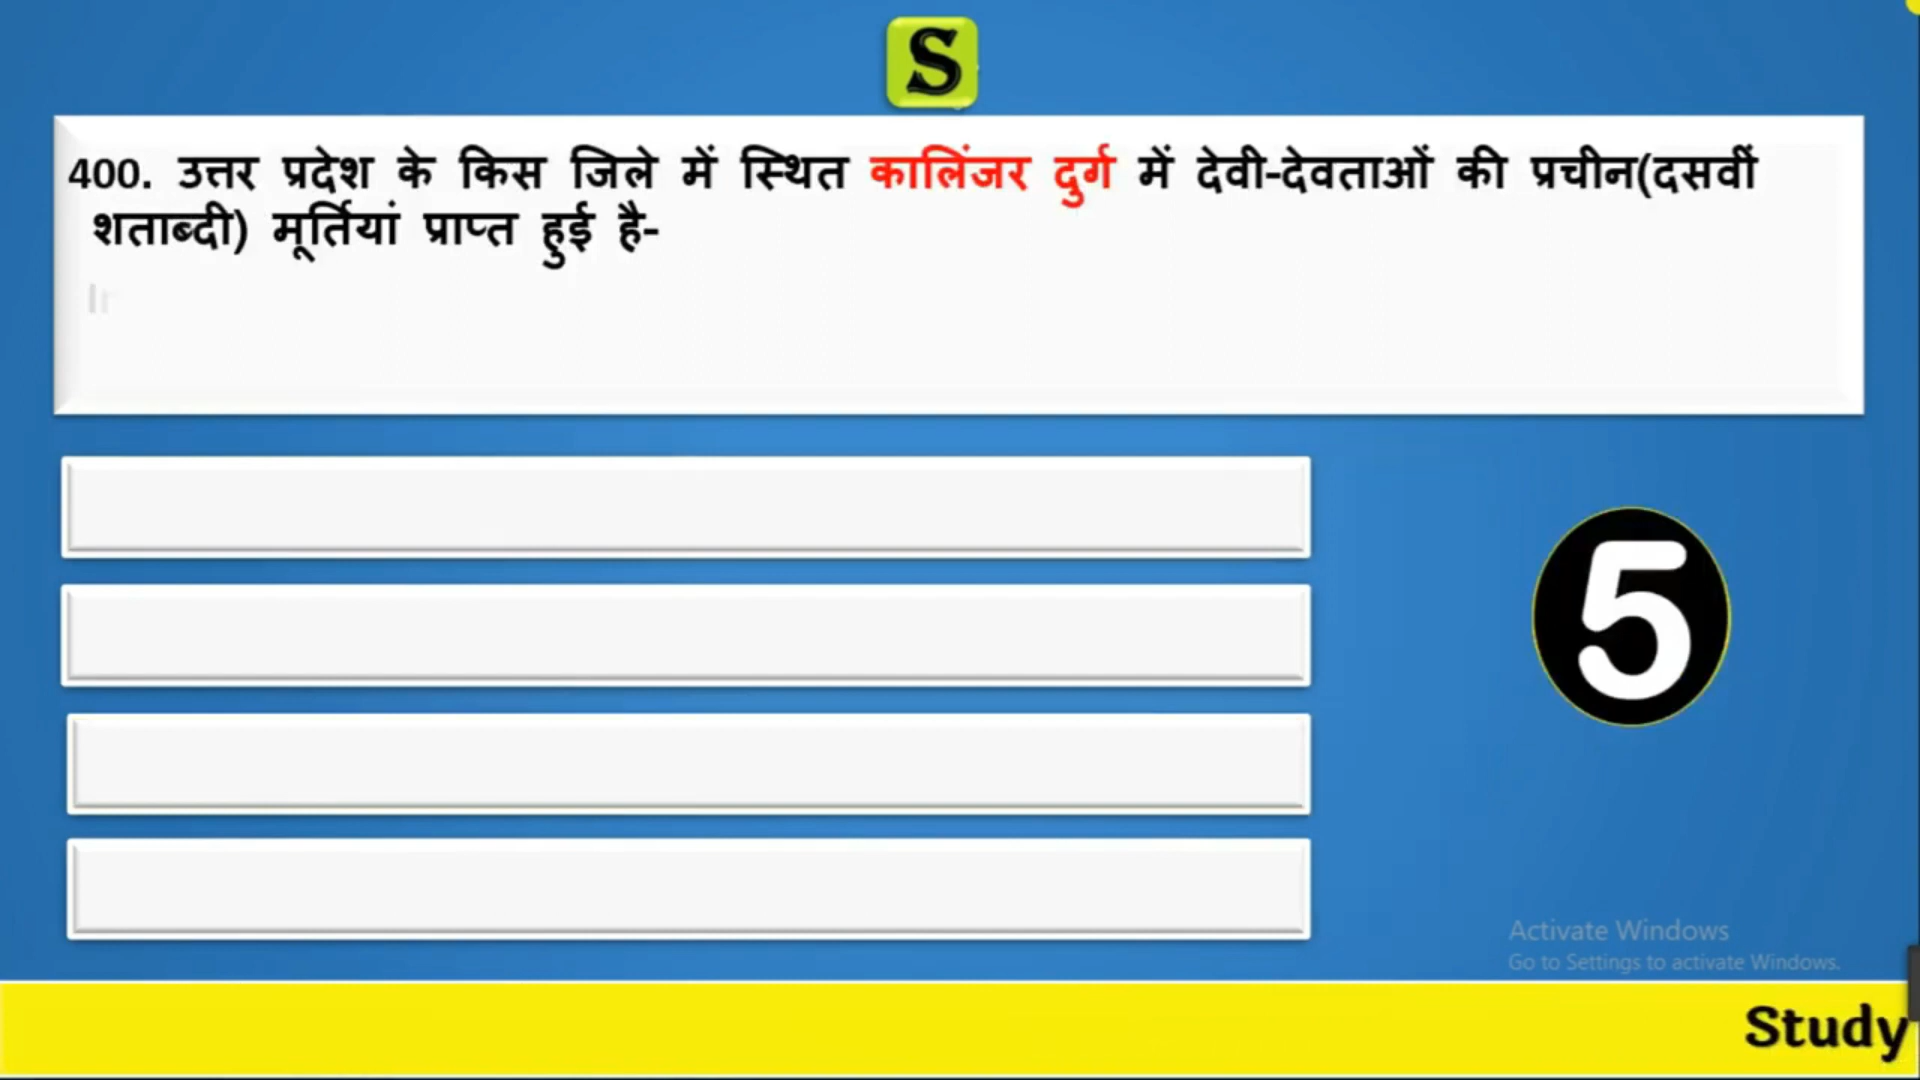 S
400. उत्तर प्रदेश के किस जिले में स्थित कालिंजर दुर्ग में देवी-देवताओं की प्रचीन(दसवीं
शताब्दी) मूर्तियां प्राप्त हुई है-
5
Activate Windows
Go to Settings to activate Windows.
Study